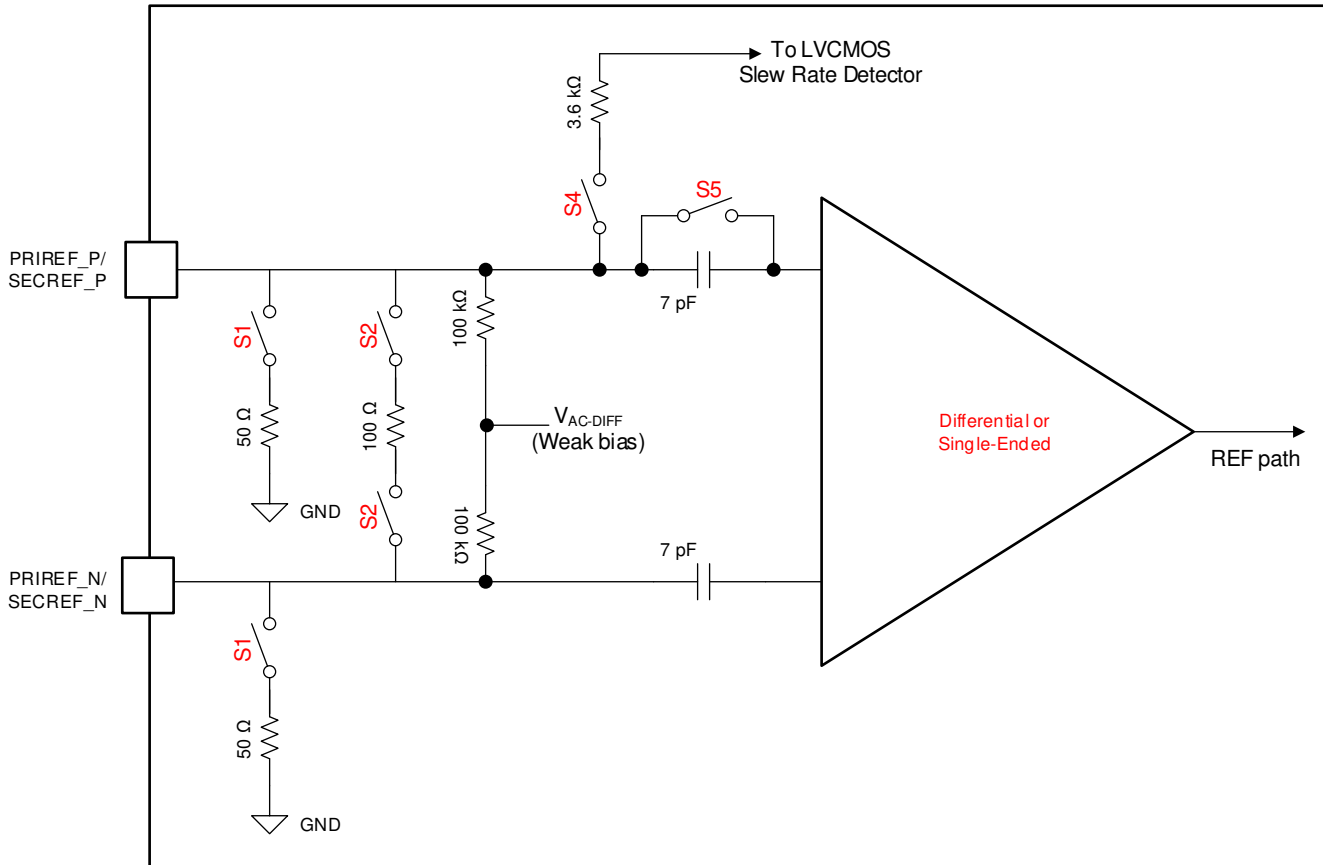 To LVCMOS
Slew Rate Detector
3.6 kΩ
S4
S5
PRIREF_P/
SECREF_P
7 pF
S1
S2
100 kΩ
50 Ω
100 Ω
VAC-DIFF
(Weak bias)
Differential or
Single-Ended
REF path
GND
S2
100 kΩ
7 pF
PRIREF_N/
SECREF_N
S1
50 Ω
GND